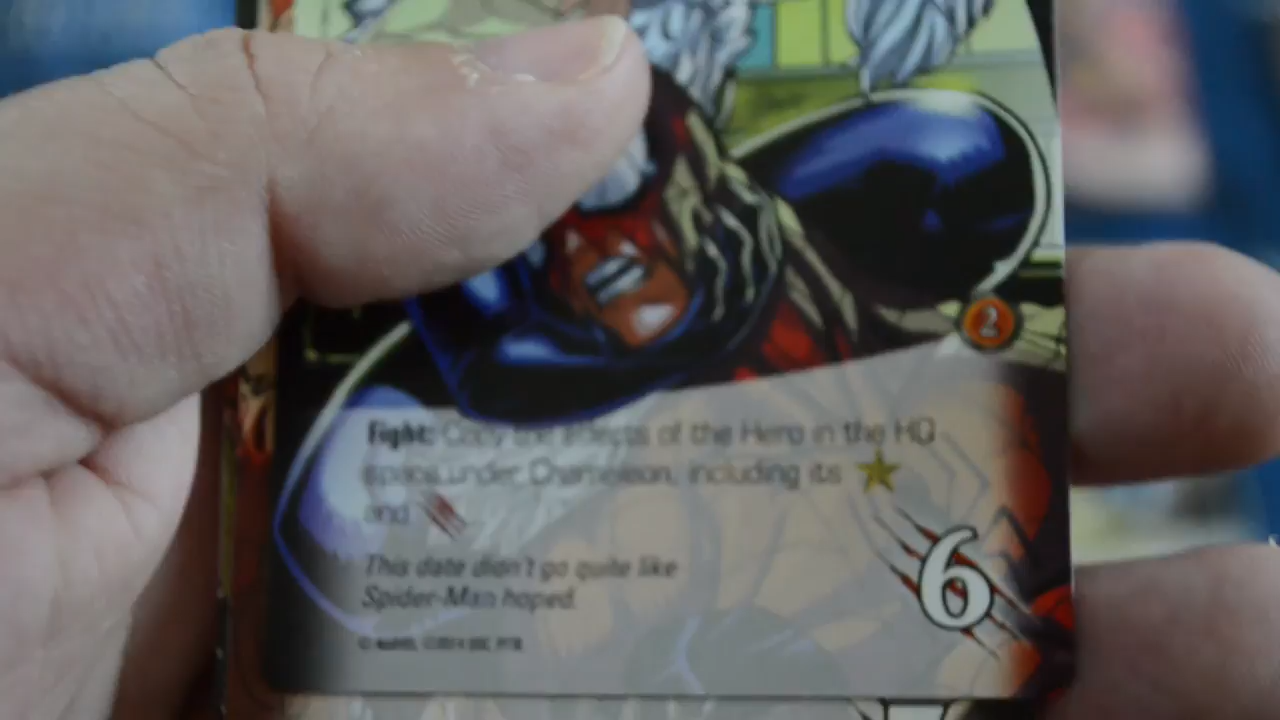 2
Fight: Copy the effects of the Hero in the HQ
space under Chameleon, including its
and
6
This date didn't go quite like
Spider-Man hoped.